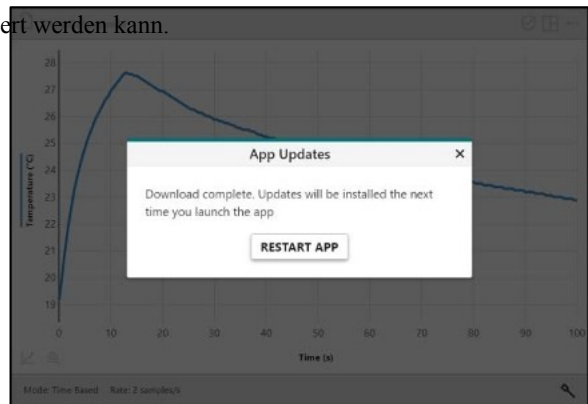 ert werden kann.
28
27
26
25
24
23
22
21
20
19
Temperature (°C)
App Updates
Download complete. Updates will be installed the next
time you launch the app
RESTART APP
0 10 20 30 40 50 60 70 80 90 100
Time (s)
Mode: Time Based Rate: 2 samples/s